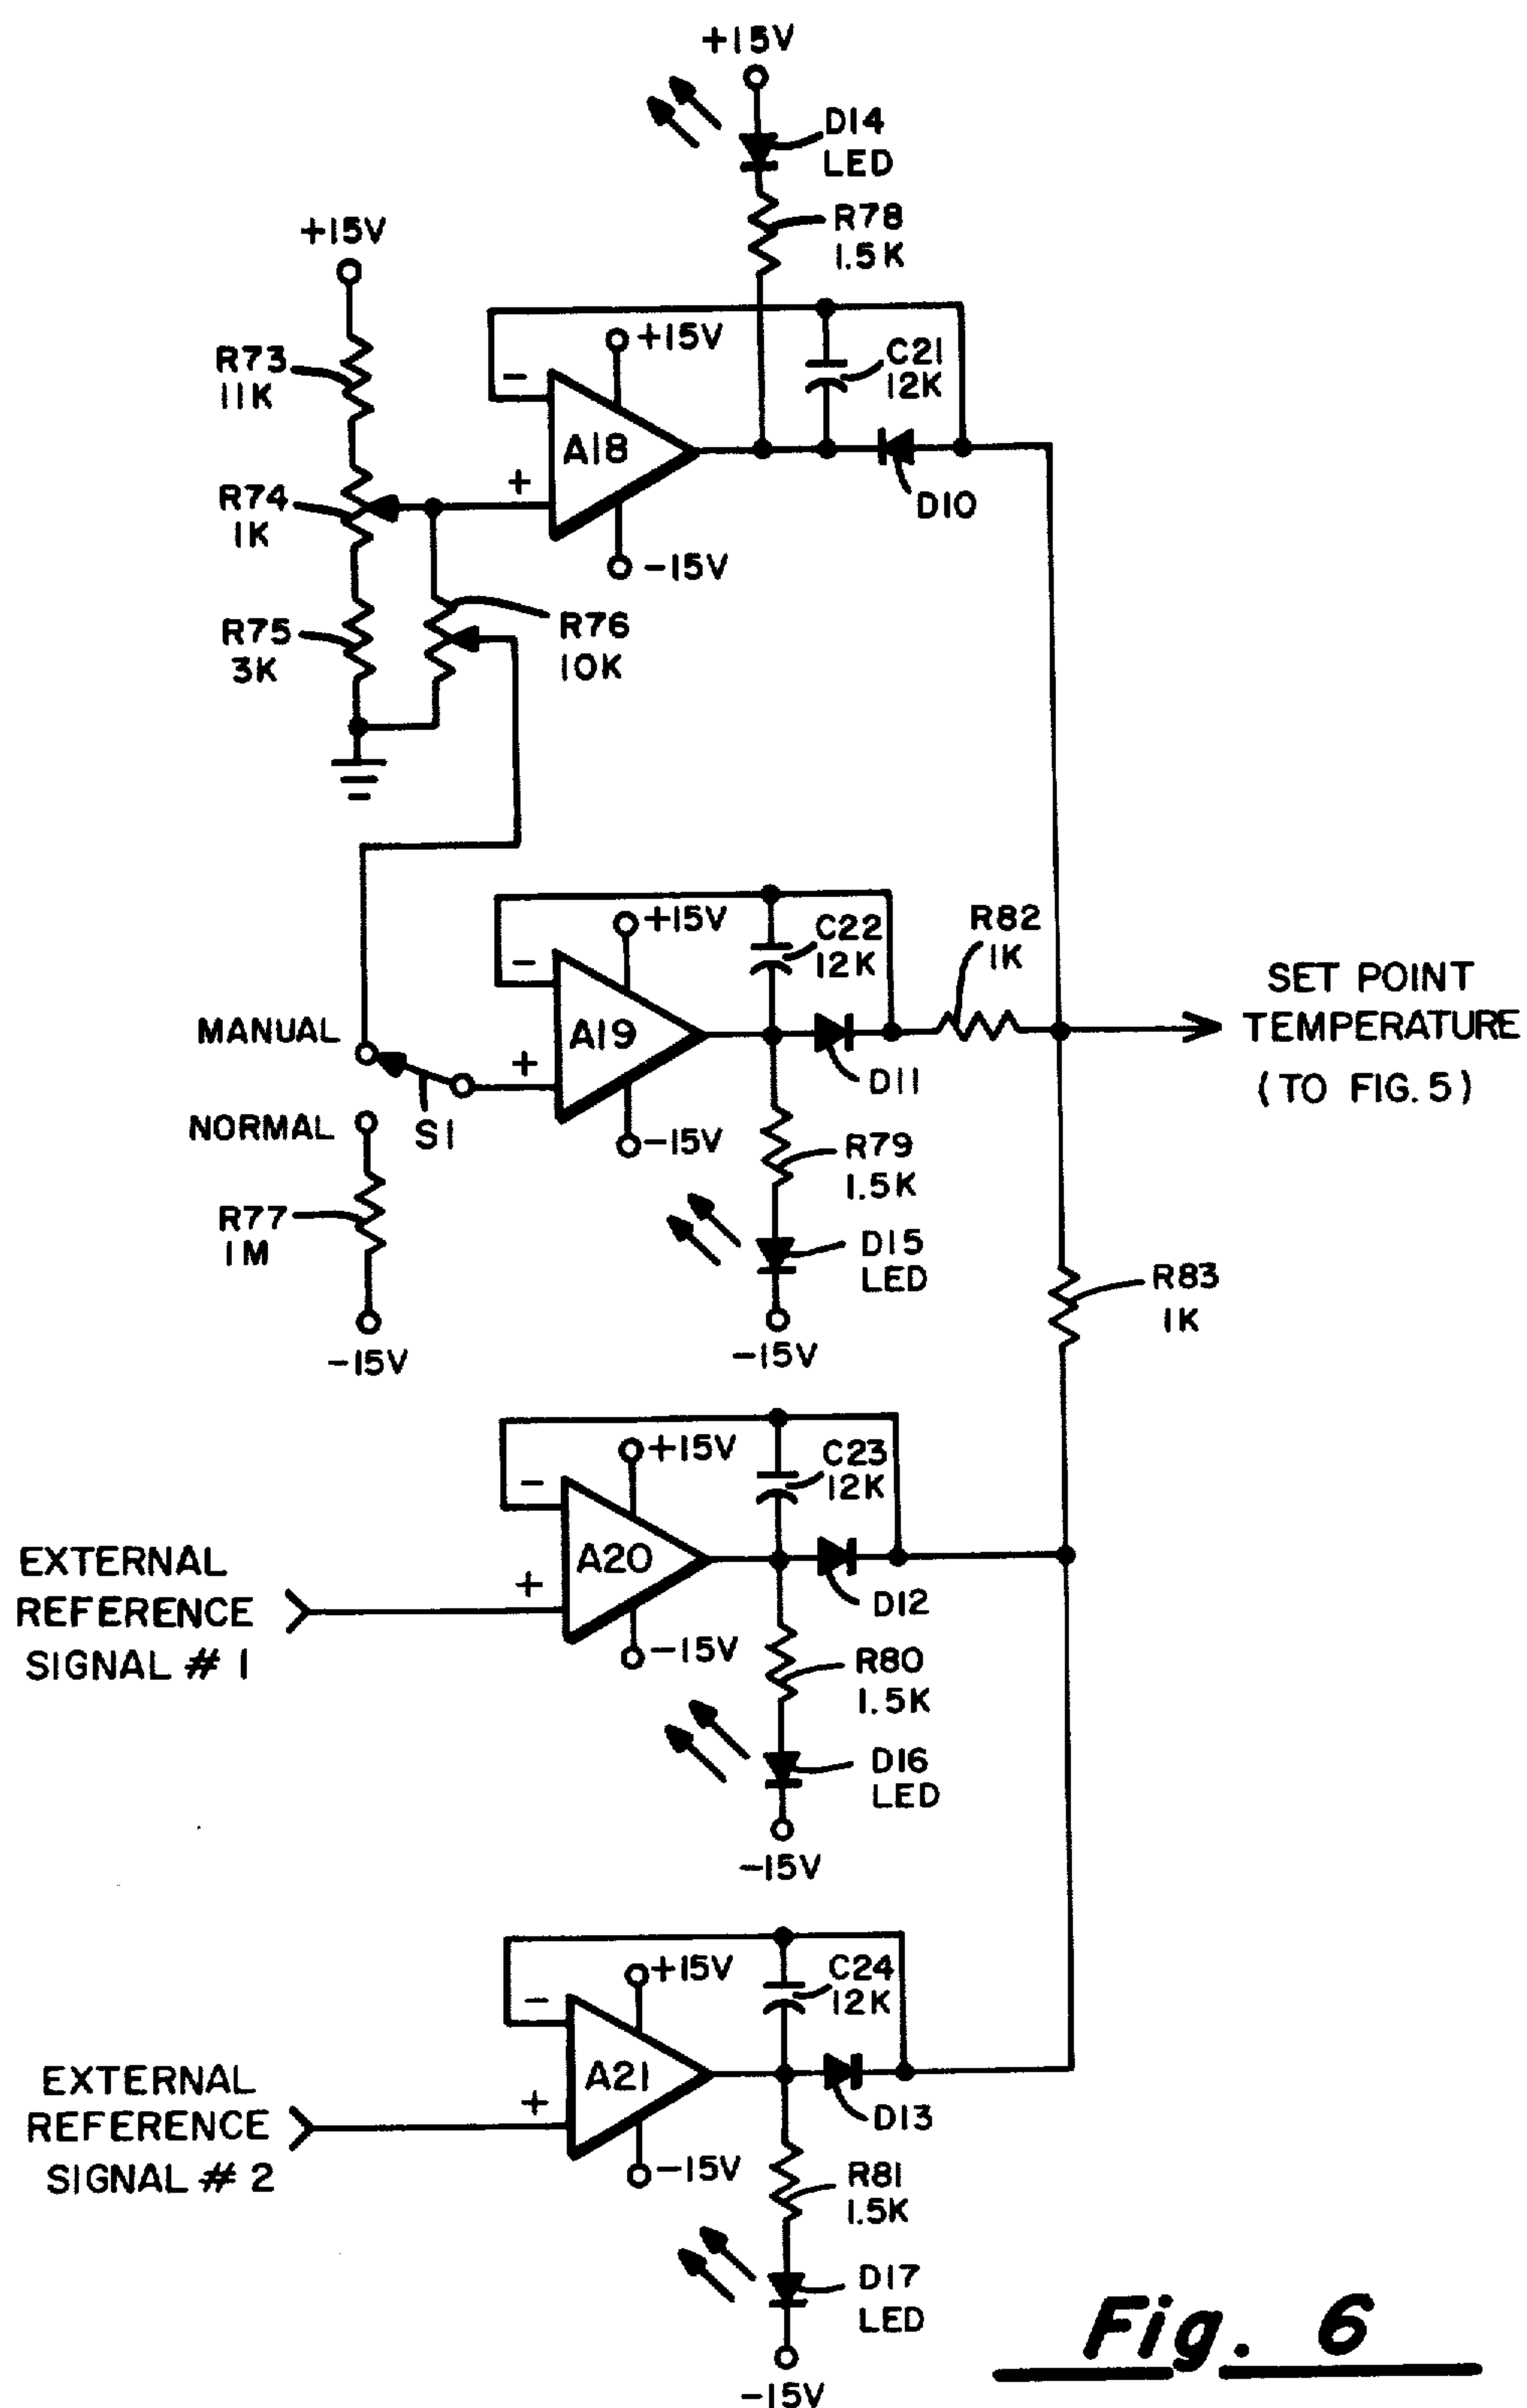 +15V
D14
LED
R78
1.5K
+15V
R73
11K
+15V
C21
12K
-
A18
+
R74
1K
D10
-15V
R75
3K
R76
10K
+15V
C22
12K
R82
1K
-
A19
+
SET POINT
TEMPERATURE
(TO FIG. 5)
MANUAL
D11
NORMAL
S1
-15V
R79
1.5K
R77
1M
D15
LED
R83
1K
-15V
-15V
+15V
C23
12K
-
A20
+
EXTERNAL
REFERENCE
SIGNAL # 1
D12
-15V
R80
1.5K
D16
LED
-15V
+15V
C24
12K
-
A21
+
EXTERNAL
REFERENCE
SIGNAL # 2
D13
-15V
R81
1.5K
D17
LED
-15V
Fig. 6